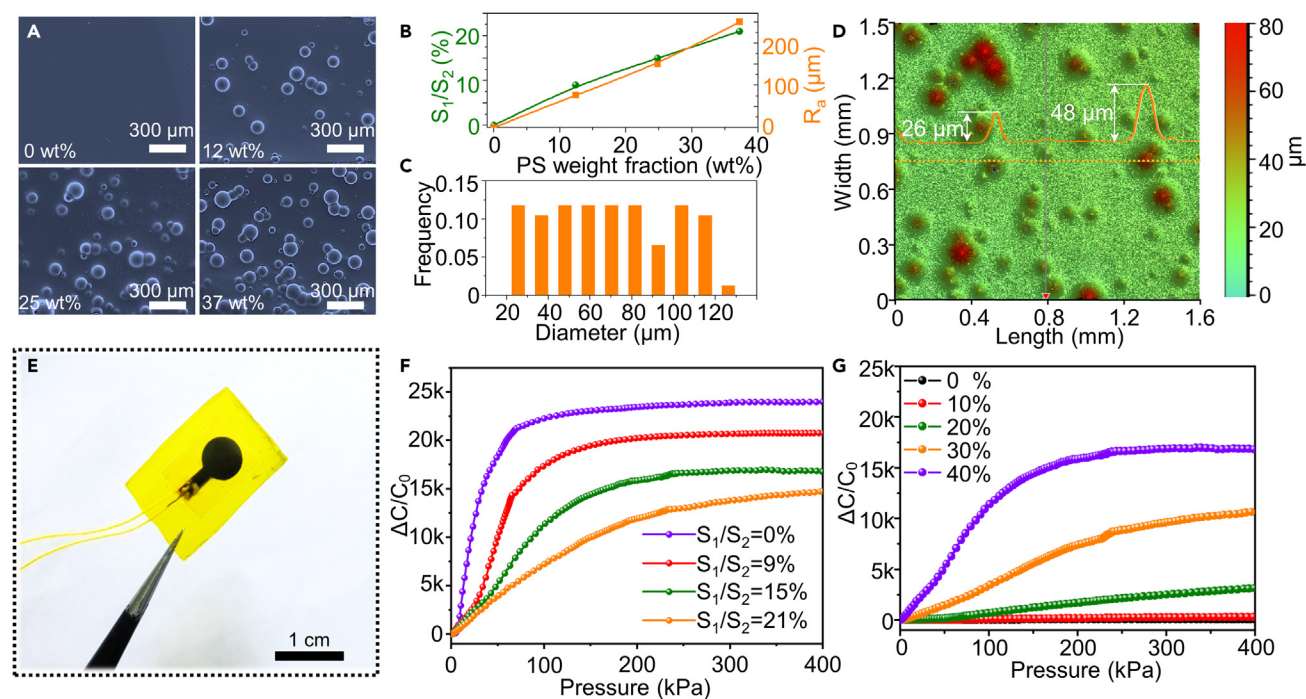 A
0 wt%
300 µm
12 wt%
300 µm
25 wt%
300 µm
37 wt%
300 µm
B
S₁/S₂ (%)
20
10
0
0 10 20 30 40
PS weight fraction (wt%)
200
100
0
Rₐ (µm)
C
Frequency
0.15
0.10
0.05
0
20 40 60 80 100 120
Diameter (µm)
D
Width (mm)
1.5
1.2
0.9
0.6
0.3
0
26 µm
48 µm
0 0.4 0.8 1.2 1.6
Length (mm)
80
60
40
20
0
µm
E
1 cm
F
ΔC/C₀
25k
20k
15k
10k
5k
0
S₁/S₂=0%
S₁/S₂=9%
S₁/S₂=15%
S₁/S₂=21%
0 100 200 300 400
Pressure (kPa)
G
ΔC/C₀
25k
20k
15k
10k
5k
0
0 %
10%
20%
30%
40%
0 100 200 300 400
Pressure (kPa)